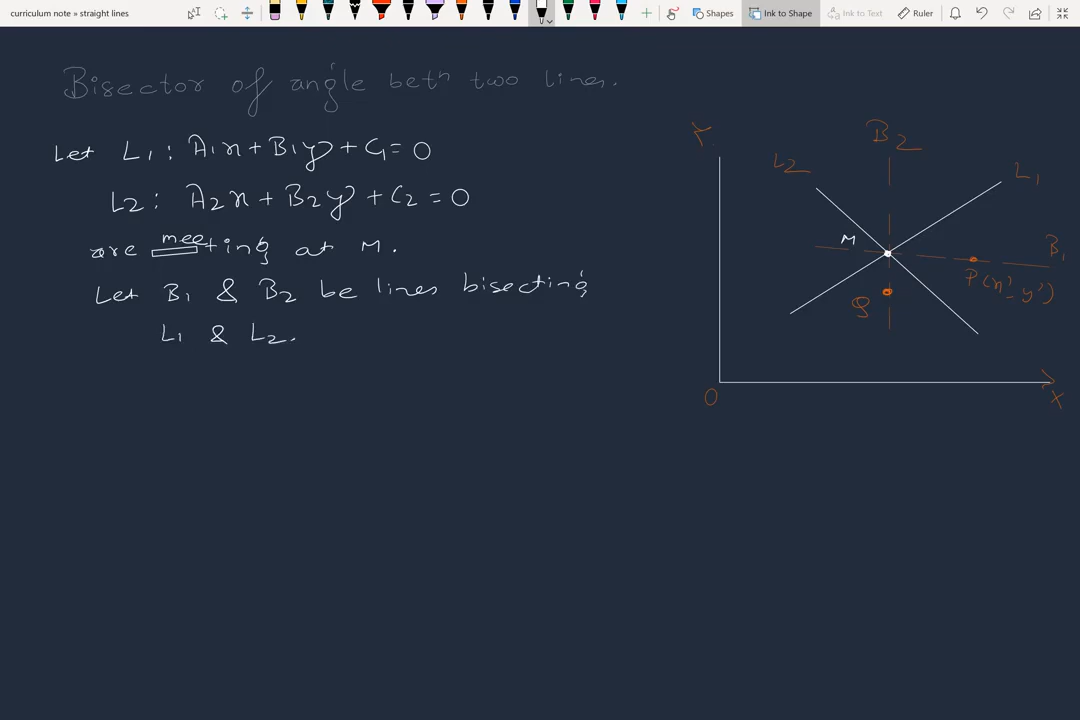 curriculum note » straight lines
Shapes
Ink to Shape
Ink to Text
Ruler
Bisector of angle betn two lines.
Let L1 : A1x + B1y + C1 = 0
L2 : A2x + B2y + C2 = 0
are meeting at M.
Let B1 & B2 be lines bisecting
L1 & L2.
Y
B2
L2
L1
M
B1
P(x', y')
Q
O
X